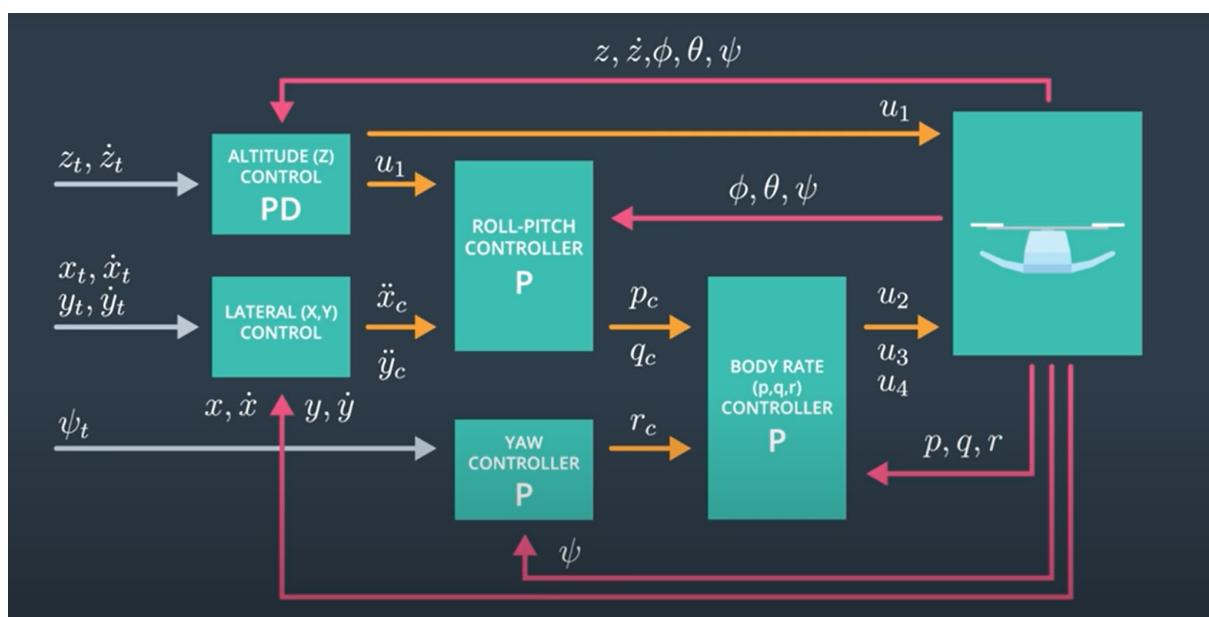 z, ż, ϕ, θ, ψ
u₁
z_t, ż_t
ALTITUDE (Z)
CONTROL
PD
u₁
ROLL-PITCH
CONTROLLER
P
ϕ, θ, ψ
x_t, ẋ_t
y_t, ẏ_t
LATERAL (X,Y)
CONTROL
ẍ_c
ÿ_c
p_c
q_c
BODY RATE
(p,q,r)
CONTROLLER
P
u₂
u₃
u₄
x, ẋ y, ẏ
ψ_t
YAW
CONTROLLER
P
r_c
p, q, r
ψ